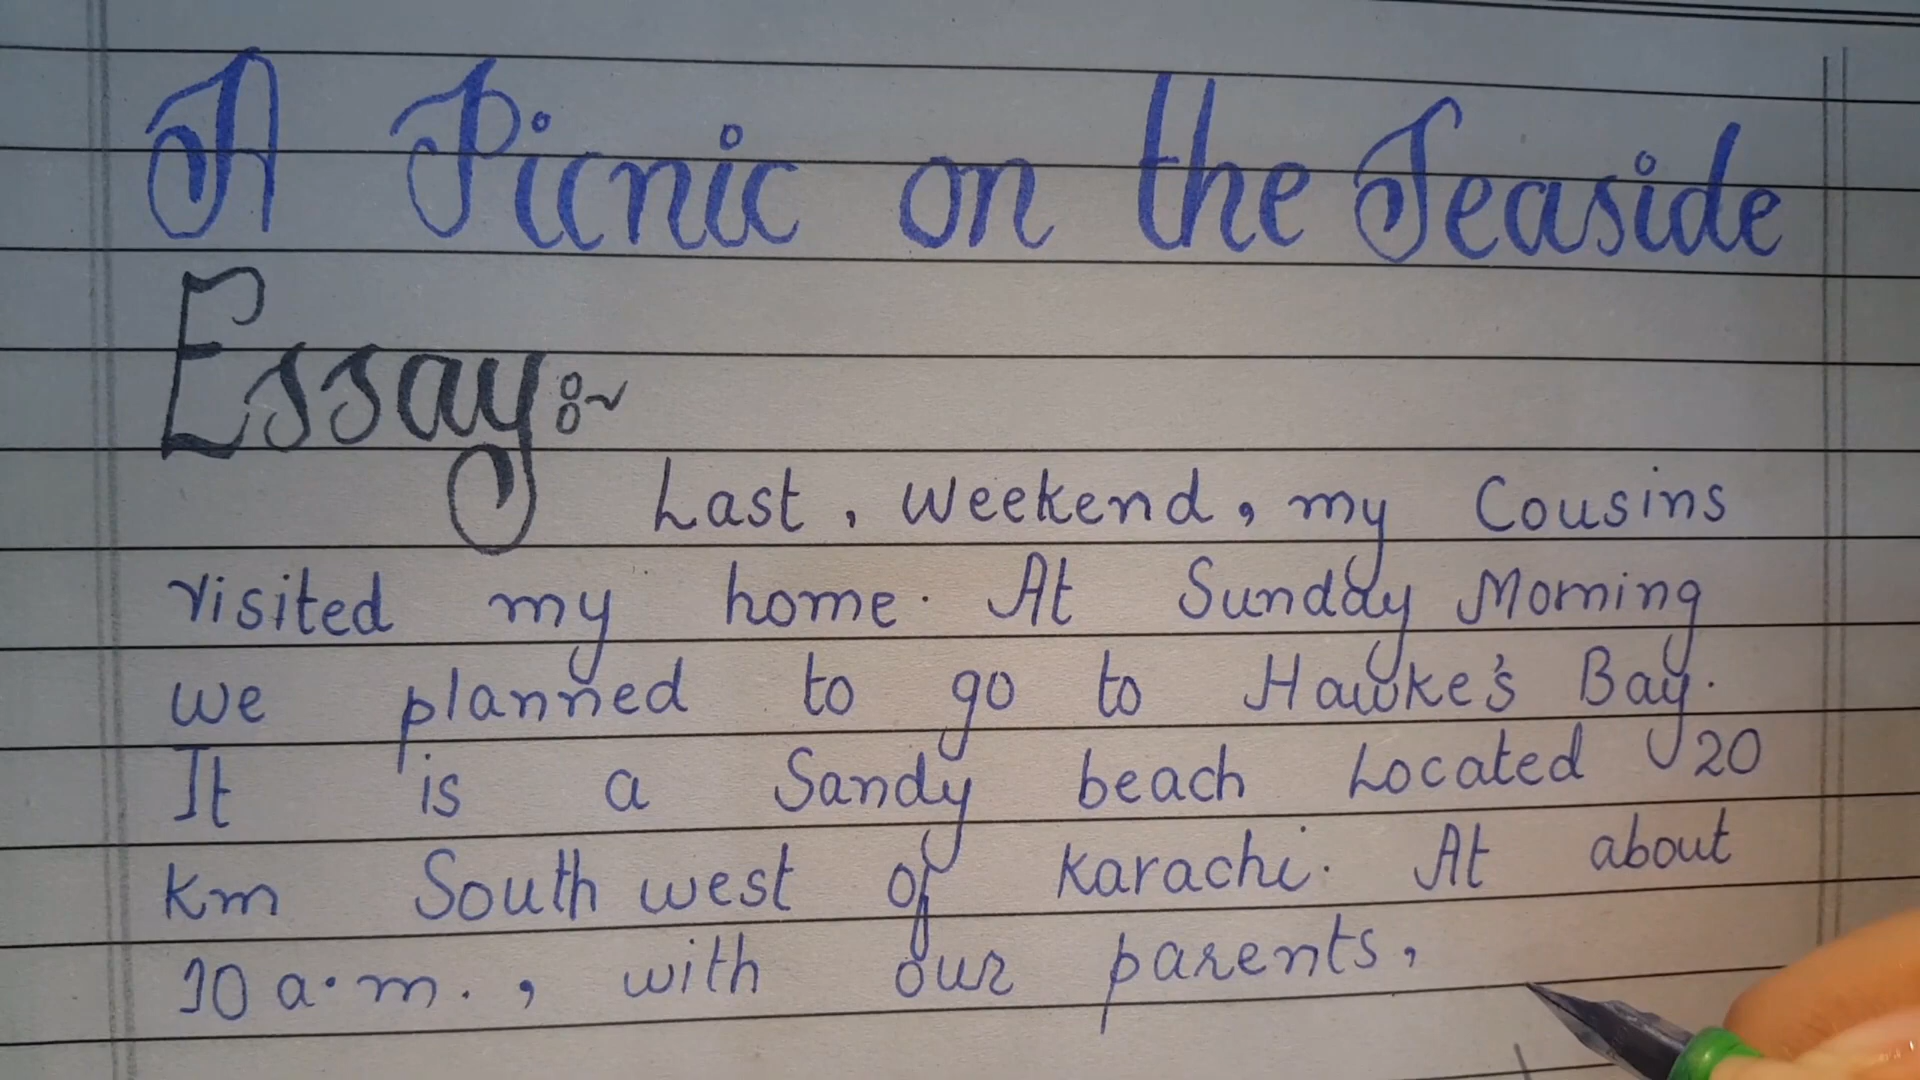 A Picnic on the Seaside
Essay:~
Last, Weekend, my Cousins
visited my home. At Sunday Morning
we planned to go to Hawke's Bay.
It is a Sandy beach Located 20
Km South west of Karachi. At about
10 a.m., with our parents,